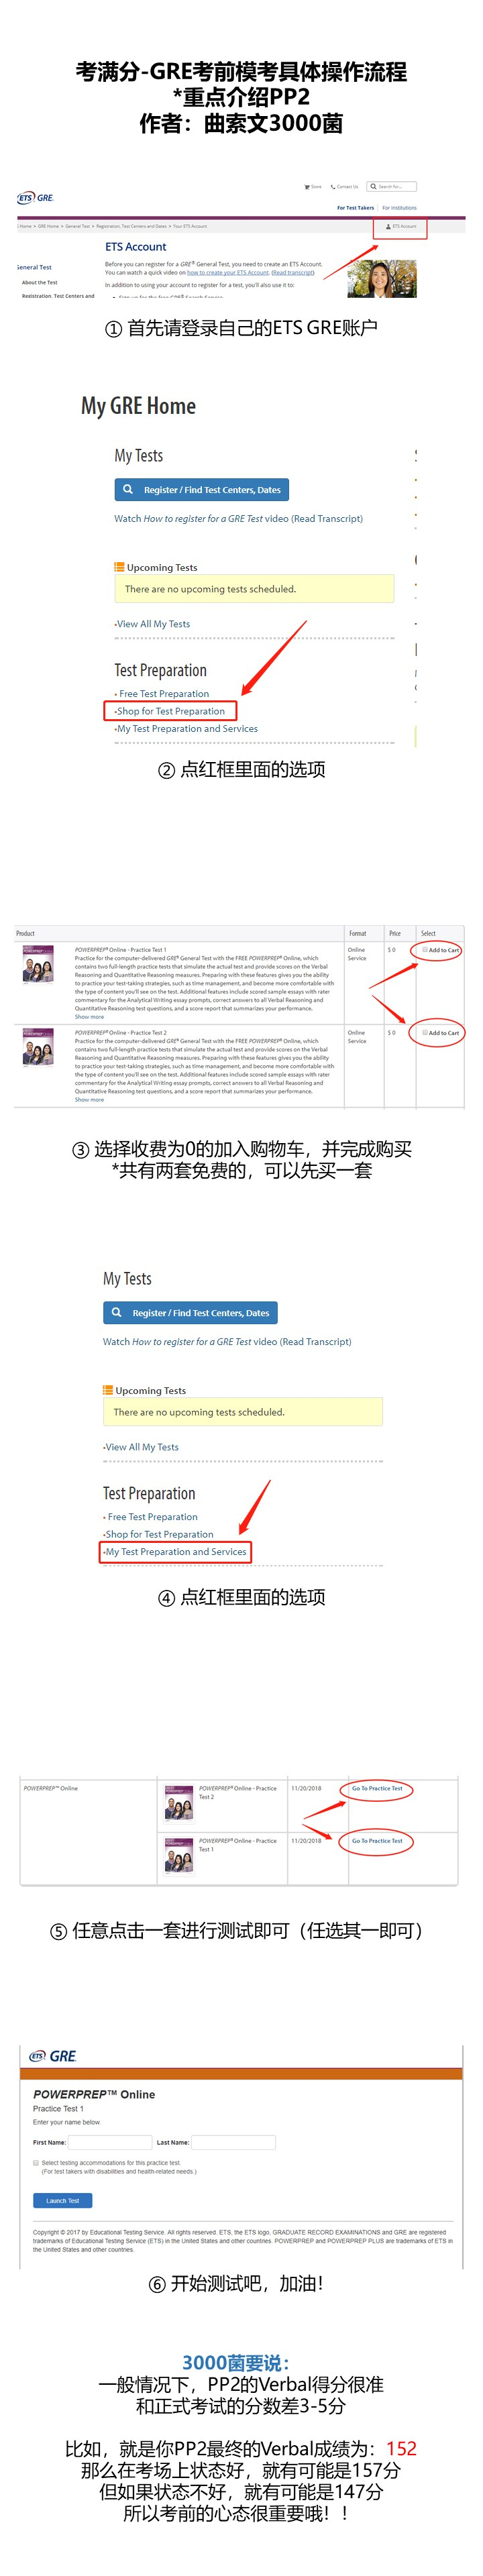 考满分-GRE考前模考具体操作流程
*重点介绍PP2
作者：曲索文3000菌
Store Contact Us Search for...
ETS GRE
For Test Takers For Institutions
Home > GRE Home > General Test > Registration, Test Centers and Dates > Your ETS Account ETS Account
ETS Account
Before you can register for a GRE® General Test, you need to create an ETS Account.
You can watch a quick video on how to create your ETS Account. (Read transcript)
In addition to using your account to register for a test, you'll also use it to:
eneral Test
About the Test
Registration, Test Centers and
① 首先请登录自己的ETS GRE账户
My GRE Home
My Tests
Register / Find Test Centers, Dates
Watch How to register for a GRE Test video (Read Transcript)
Upcoming Tests
There are no upcoming tests scheduled.
•View All My Tests
Test Preparation
• Free Test Preparation
•Shop for Test Preparation
•My Test Preparation and Services
② 点红框里面的选项
Product Format Price Select
POWERPREP® Online - Practice Test 1 Online Service $ 0 Add to Cart
Practice for the computer-delivered GRE® General Test with the FREE POWERPREP® Online, which
contains two full-length practice tests that simulate the actual test and provide scores on the Verbal
Reasoning and Quantitative Reasoning measures. Preparing with these features gives you the ability
to practice your test-taking strategies, such as time management, and become more comfortable with
the type of content you'll see on the test. Additional features include scored sample essays with rater
commentary for the Analytical Writing essay prompts, correct answers to all Verbal Reasoning and
Quantitative Reasoning test questions, and a score report that summarizes your performance.
Show more
POWERPREP® Online - Practice Test 2 Online Service $ 0 Add to Cart
Practice for the computer-delivered GRE® General Test with the FREE POWERPREP® Online, which
contains two full-length practice tests that simulate the actual test and provide scores on the Verbal
Reasoning and Quantitative Reasoning measures. Preparing with these features gives you the ability
to practice your test-taking strategies, such as time management, and become more comfortable with
the type of content you'll see on the test. Additional features include scored sample essays with rater
commentary for the Analytical Writing essay prompts, correct answers to all Verbal Reasoning and
Quantitative Reasoning test questions, and a score report that summarizes your performance.
Show more
③ 选择收费为0的加入购物车，并完成购买
*共有两套免费的，可以先买一套
My Tests
Register / Find Test Centers, Dates
Watch How to register for a GRE Test video (Read Transcript)
Upcoming Tests
There are no upcoming tests scheduled.
•View All My Tests
Test Preparation
• Free Test Preparation
•Shop for Test Preparation
•My Test Preparation and Services
④ 点红框里面的选项
POWERPREP™ Online POWERPREP® Online - Practice 11/20/2018 Go To Practice Test
Test 2
POWERPREP® Online - Practice 11/20/2018 Go To Practice Test
Test 1
⑤ 任意点击一套进行测试即可（任选其一即可）
ETS GRE
POWERPREP™ Online
Practice Test 1
Enter your name below.
First Name: Last Name:
Select testing accommodations for this practice test.
(For test takers with disabilities and health-related needs.)
Launch Test
Copyright © 2017 by Educational Testing Service. All rights reserved. ETS, the ETS logo, GRADUATE RECORD EXAMINATIONS and GRE are registered
trademarks of Educational Testing Service (ETS) in the United States and other countries. POWERPREP and POWERPREP PLUS are trademarks of ETS in
the United States and other countries.
⑥ 开始测试吧，加油！
3000菌要说：
一般情况下，PP2的Verbal得分很准
和正式考试的分数差3-5分
比如，就是你PP2最终的Verbal成绩为：152
那么在考场上状态好，就有可能是157分
但如果状态不好，就有可能是147分
所以考前的心态很重要哦！！